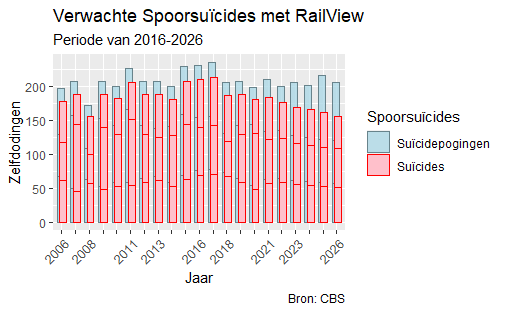 Verwachte Spoorsuïcides met RailView
Periode van 2016-2026
Zelfdodingen
200
150
100
50
0
2006
2008
2011
2013
2016
2018
2021
2023
2026
Jaar
Spoorsuïcides
Suïcidepogingen
Suïcides
Bron: CBS